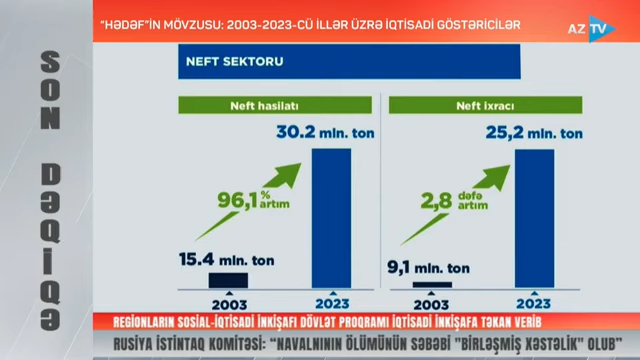 “HƏDƏF”İN MÖVZUSU: 2003-2023-CÜ İLLƏR ÜZRƏ İQTİSADİ GÖSTƏRİCİLƏR
AZ TV
SON DƏQİQƏ
NEFT SEKTORU
Neft hasilatı
30.2 mln. ton
96,1% artım
15.4 mln. ton
2003
2023
Neft ixracı
25,2 mln. ton
2,8 dəfə artım
9,1 mln. ton
2003
2023
REGİONLARIN SOSİAL-İQTİSADİ İNKİŞAFI DÖVLƏT PROQRAMI İQTİSADİ İNKİŞAFA TƏKAN VERİB
RUSİYA İSTİNTAQ KOMİTƏSİ: “NAVALNININ ÖLÜMÜNÜN SƏBƏBİ "BİRLƏŞMİŞ XƏSTƏLİK" OLUB”